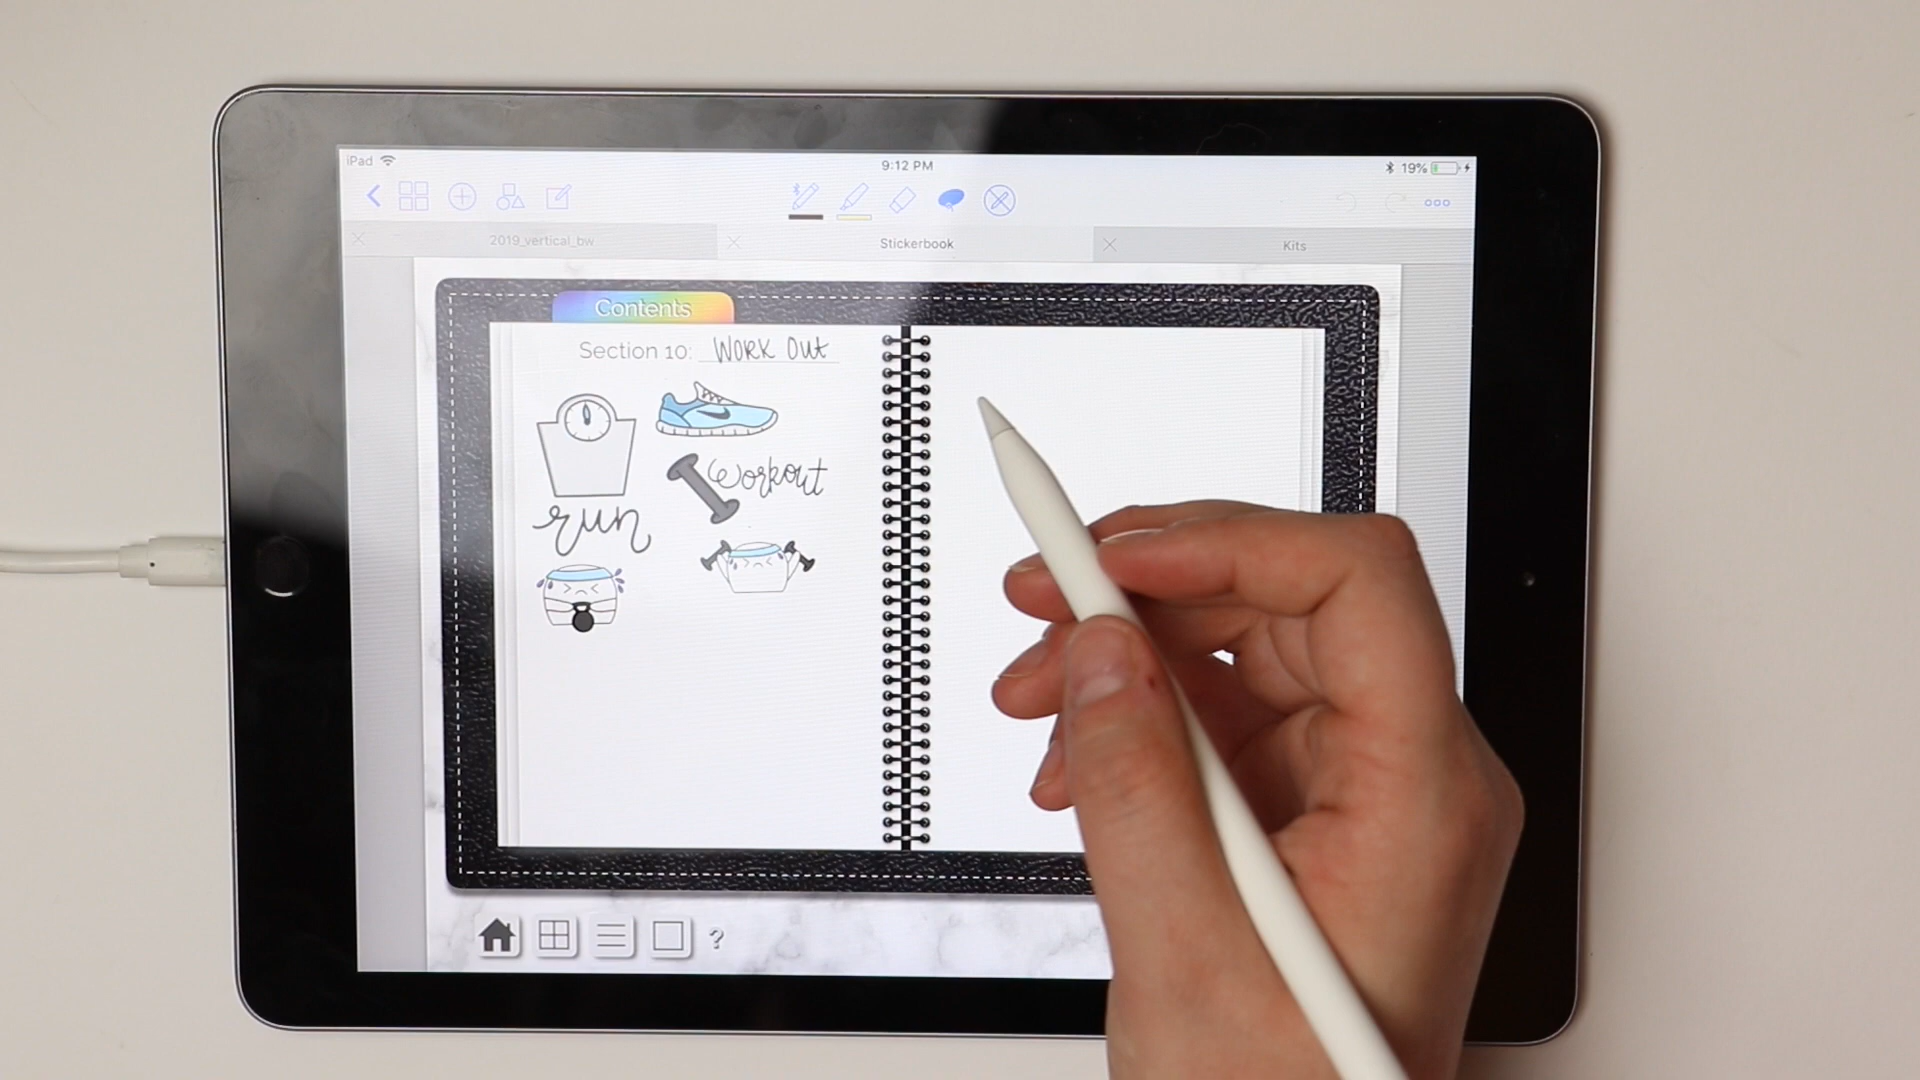 iPad
9:12 PM
19%
2019_vertical_bw
Stickerbook
Kits
Contents
Section 10: WORK OUT
workout
run
?